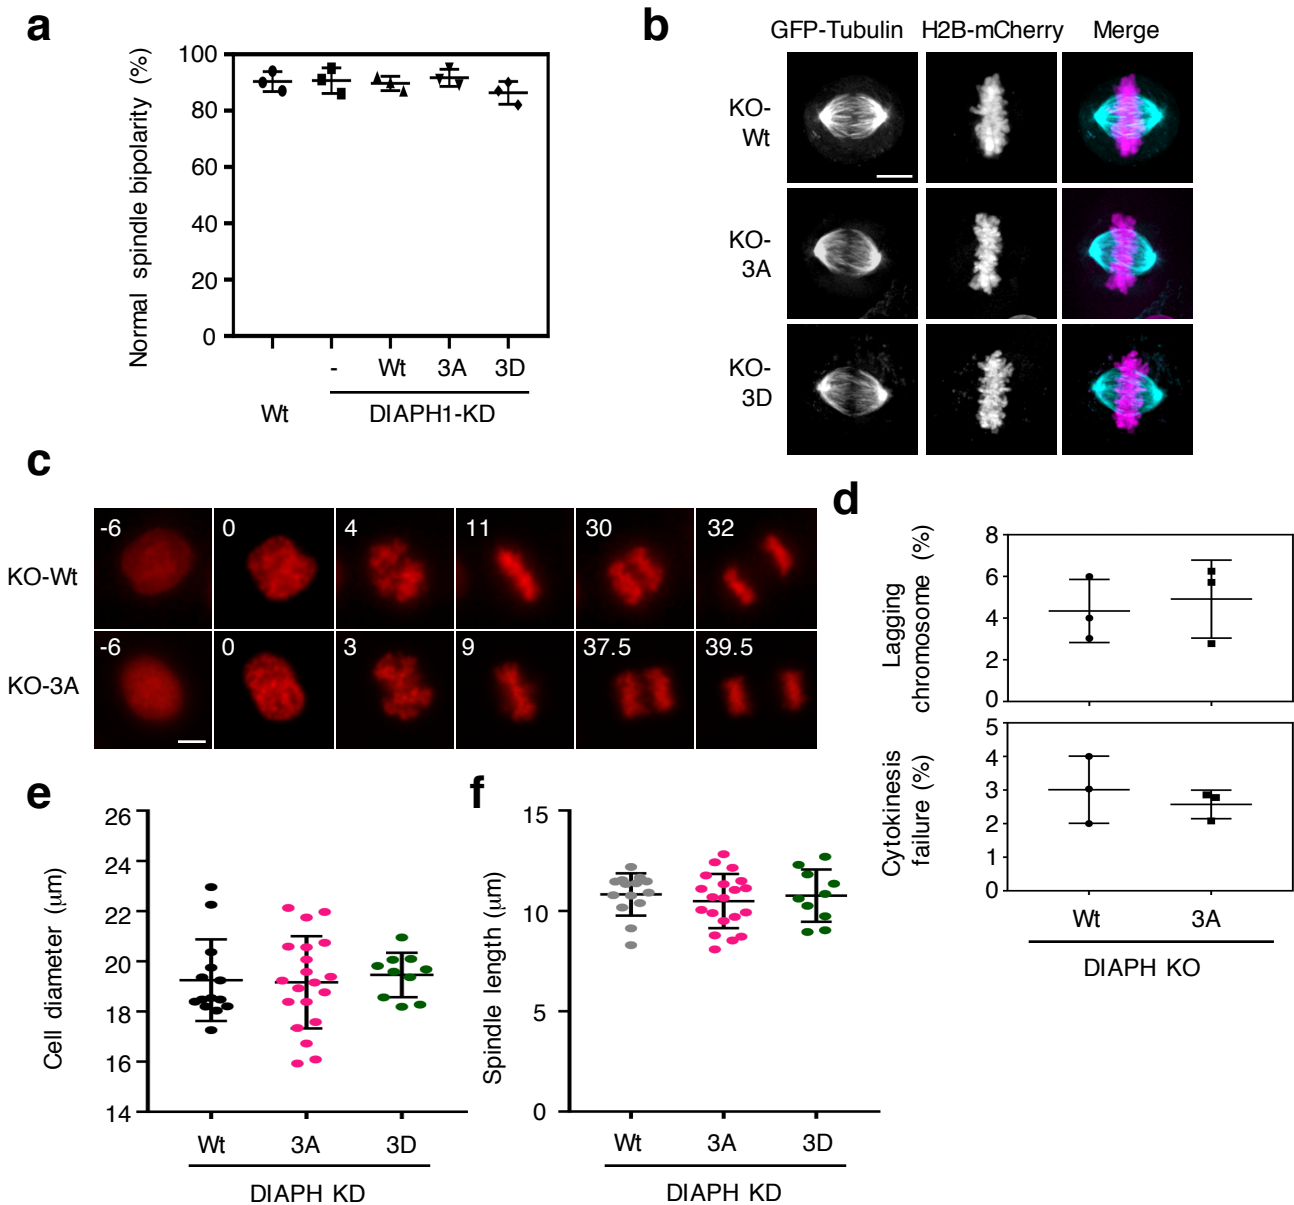 a
Normal spindle bipolarity (%)
100
80
60
40
20
0
- Wt 3A 3D
Wt DIAPH1-KD
b
GFP-Tubulin H2B-mCherry Merge
KO-
Wt
KO-
3A
KO-
3D
c
KO-Wt
-6 0 4 11 30 32
KO-3A
-6 0 3 9 37.5 39.5
d
Lagging
chromosome (%)
8
6
4
2
0
Cytokinesis
failure (%)
5
4
3
2
1
0
Wt 3A
DIAPH KO
e
Cell diameter (μm)
26
24
22
20
18
16
14
Wt 3A 3D
DIAPH KD
f
Spindle length (μm)
15
10
5
0
Wt 3A 3D
DIAPH KD